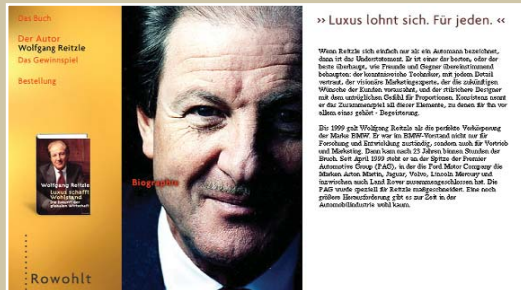 Das Buch
Der Autor
Wolfgang Reitzle
Das Gewinnspiel
Bestellung
Wolfgang Reitzle
Luxus schafft
Wohlstand
Die Zukunft der
globalen Wirtschaft
Rowohlt
Biographie
» Luxus lohnt sich. Für jeden. «
Wenn Reitzle sich einfach nur als ein Automann bezeichnet,
dann ist das Understatement. Er ist einer der besten, oder der
beste überhaupt, wie Freunde und Gegner übereinstimmend
behaupten: der kenntnisreiche Techniker, mit jedem Detail
vertraut, der visionäre Marketingexperte, der die zukünftigen
Wünsche der Kunden voraussahnt, und der stilsichere Designer
mit dem untrüglichen Gefühl für Proportionen. Konsistenz nennt
er das Zusammenspiel all dieser Elemente, zu denen für ihn vor
allem eines gehört - Begeisterung.
Bis 1999 galt Wolfgang Reitzle als die perfekte Verkörperung
der Marke BMW. Er war im BMW-Vorstand nicht nur für
Forschung und Entwicklung zuständig, sondern auch für Vertrieb
und Marketing. Dann kam nach 23 Jahren binnen Stunden der
Bruch. Seit April 1999 steht er an der Spitze der Premier
Automotive Group (PAG), in der die Ford Motor Company die
Marken Aston Martin, Jaguar, Volvo, Lincoln Mercury und
inzwischen auch Land Rover zusammengeschlossen hat. Die
PAG wurde speziell für Reitzle maßgeschneidert. Eine noch
größere Herausforderung gibt es zur Zeit in der
Automobilindustrie wohl kaum.